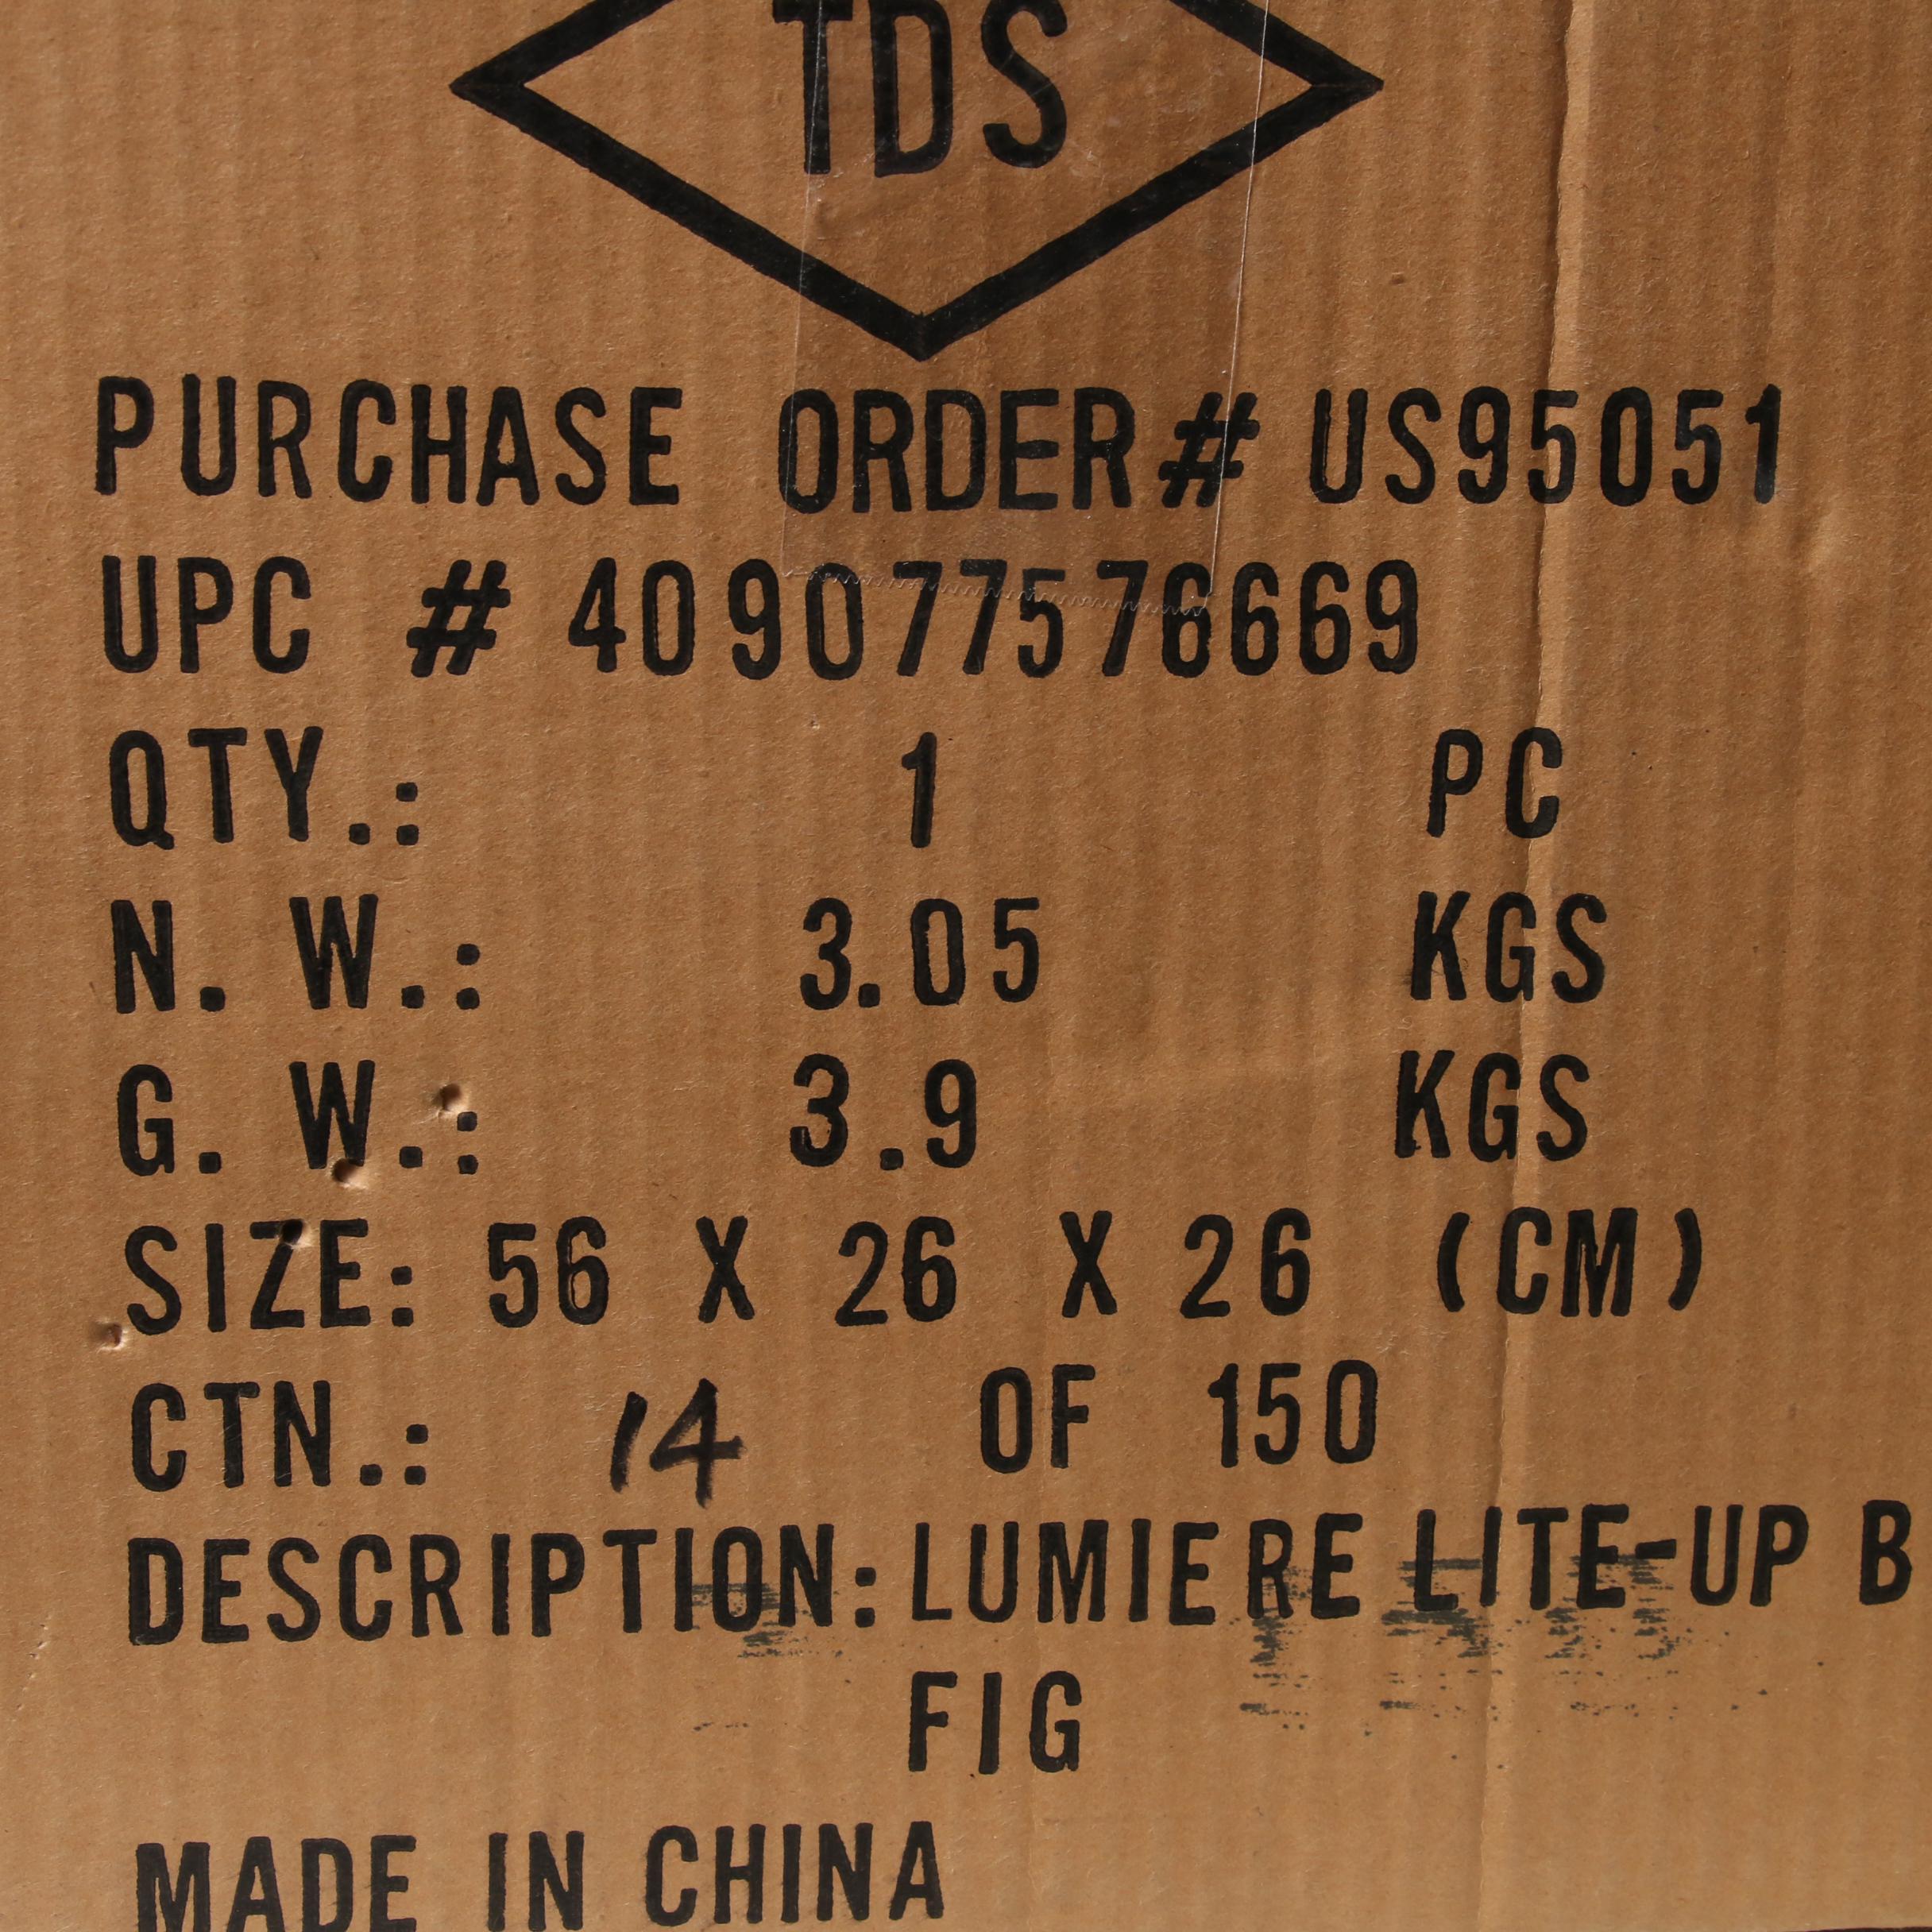 TDS
PURCHASE ORDER# US95051
UPC # 409077576669
QTY.: 1 PC
N. W.: 3.05 KGS
G. W.: 3.9 KGS
SIZE: 56 X 26 X 26 (CM)
CTN.: 14 OF 150
DESCRIPTION: LUMIERE LITE-UP B
FIG
MADE IN CHINA